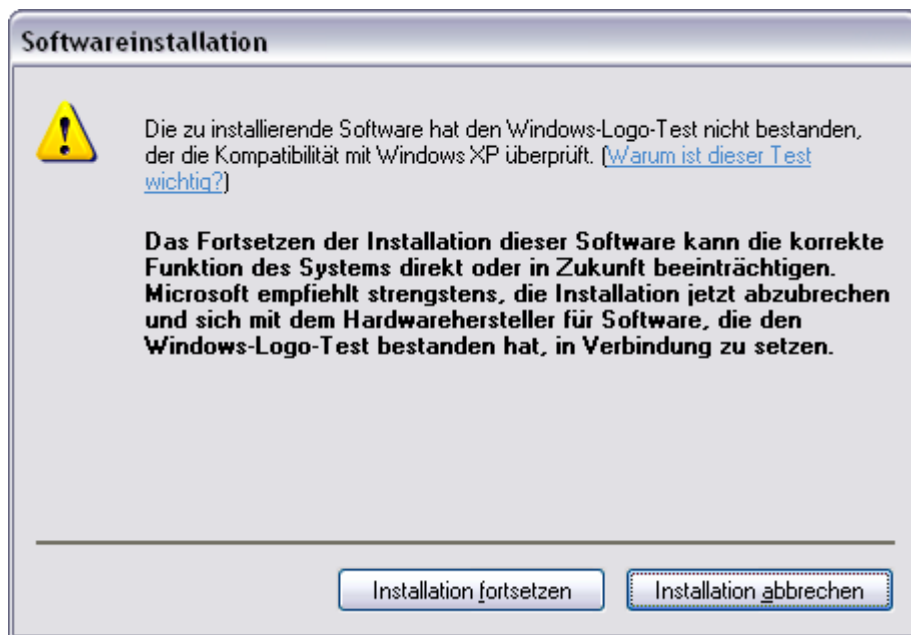 Softwareinstallation
Die zu installierende Software hat den Windows-Logo-Test nicht bestanden,
der die Kompatibilität mit Windows XP überprüft. (Warum ist dieser Test
wichtig?)
Das Fortsetzen der Installation dieser Software kann die korrekte
Funktion des Systems direkt oder in Zukunft beeinträchtigen.
Microsoft empfiehlt strengstens, die Installation jetzt abzubrechen
und sich mit dem Hardwarehersteller für Software, die den
Windows-Logo-Test bestanden hat, in Verbindung zu setzen.
Installation fortsetzen
Installation abbrechen